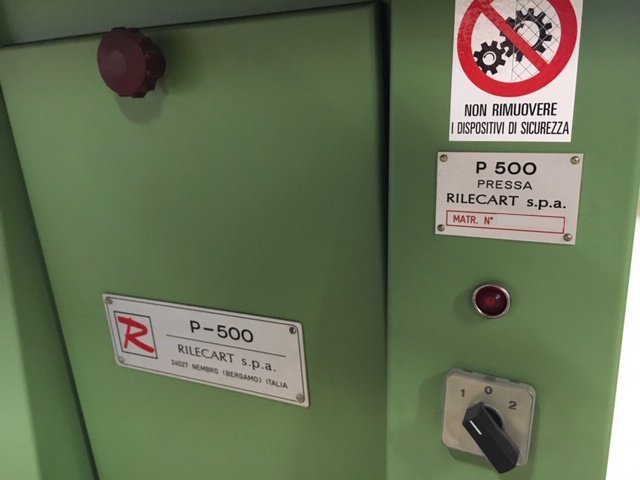 NON RIMUOVERE
I DISPOSITIVI DI SICUREZZA
P 500
PRESSA
RILECART s.p.a.
MATR. N°
R
P-500
RILECART s.p.a.
24027 NEMBRO (BERGAMO) ITALIA
1 0 2